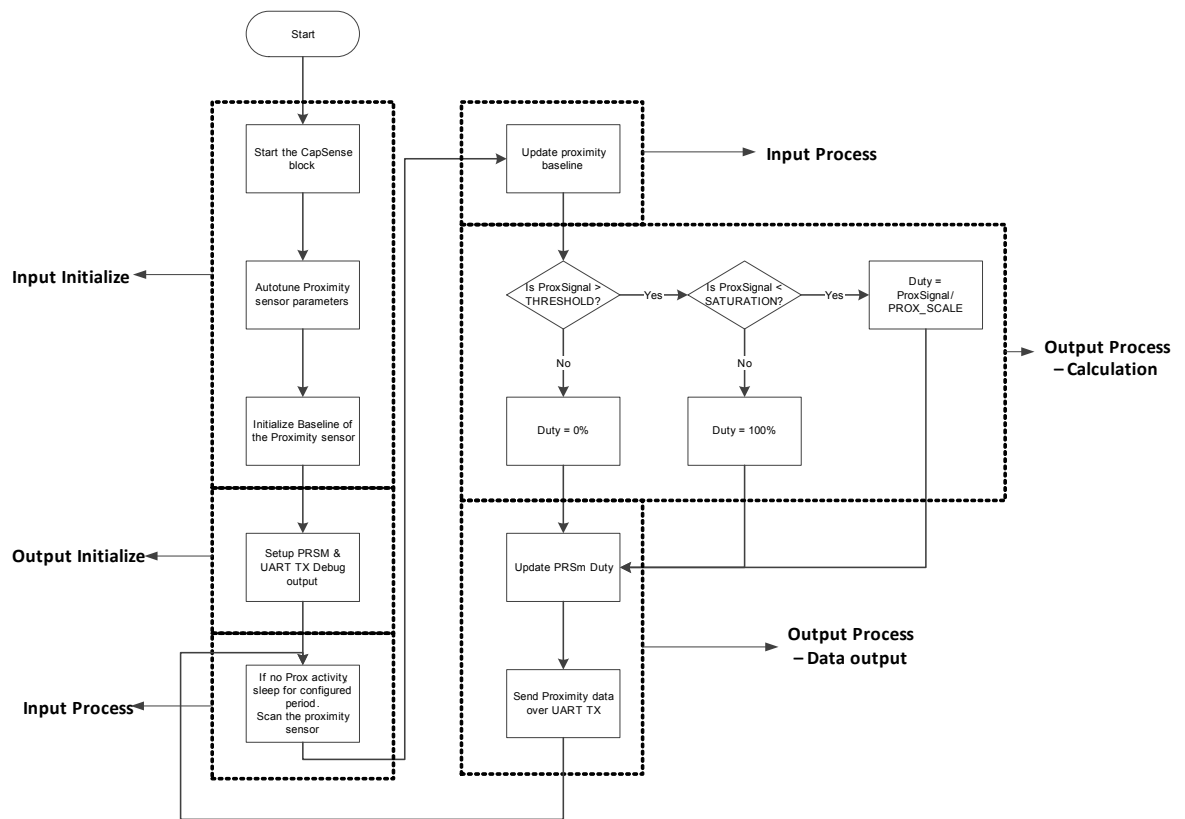 Start
Start the CapSense
block
Autotune Proximity
sensor parameters
Initialize Baseline of
the Proximity sensor
Input Initialize
Setup PRSM &
UART TX Debug
output
Output Initialize
If no Prox activity,
sleep for configured
period.
Scan the proximity
sensor
Input Process
Update proximity
baseline
Input Process
Is ProxSignal >
THRESHOLD?
Yes
Is ProxSignal <
SATURATION?
Yes
Duty =
ProxSignal/
PROX_SCALE
No
No
Duty = 0%
Duty = 100%
Output Process
– Calculation
Update PRSm Duty
Send Proximity data
over UART TX
Output Process
– Data output